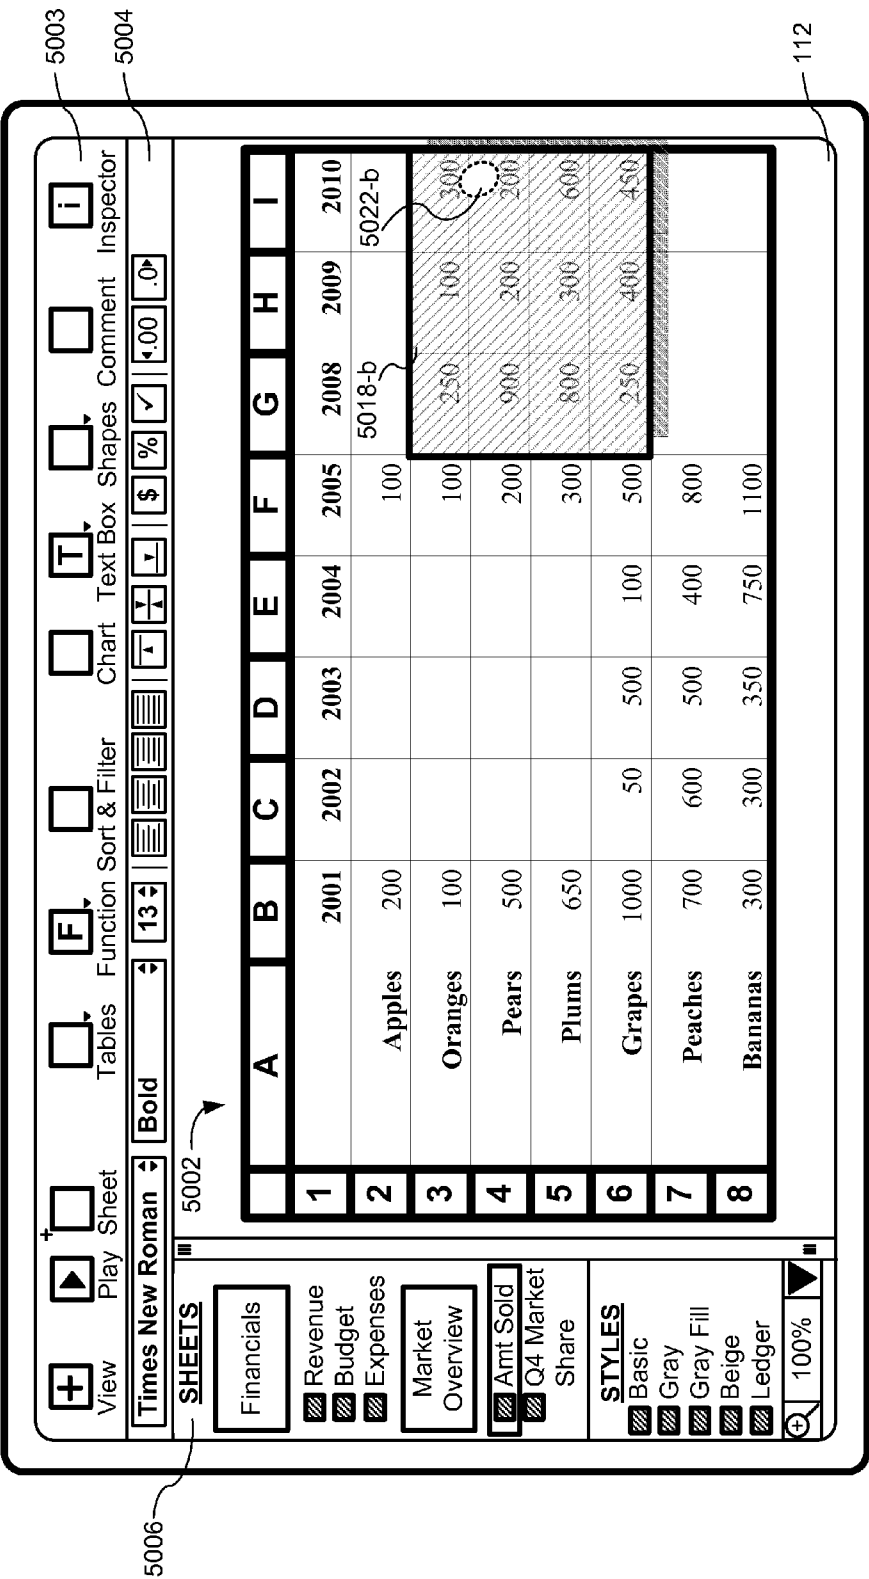 5003
5004
View Play Sheet Tables Function Sort & Filter Chart Text Box Shapes Comment Inspector
+ + F T i
Times New Roman Bold 13 $ % ✓ .00 .0
5006
5002
SHEETS
Financials
Revenue
Budget
Expenses
Market
Overview
Amt Sold
Q4 Market
Share
STYLES
Basic
Gray
Gray Fill
Beige
Ledger
100%
A B C D E F G H I
1 2001 2002 2003 2004 2005 2008 2009 2010
2 Apples 200 100
5018-b 5022-b
3 Oranges 100 100 250 100 300
4 Pears 500 200 900 200 200
5 Plums 650 300 800 300 600
6 Grapes 1000 50 500 100 500 250 400 450
7 Peaches 700 600 500 400 800
8 Bananas 300 300 350 750 1100
112